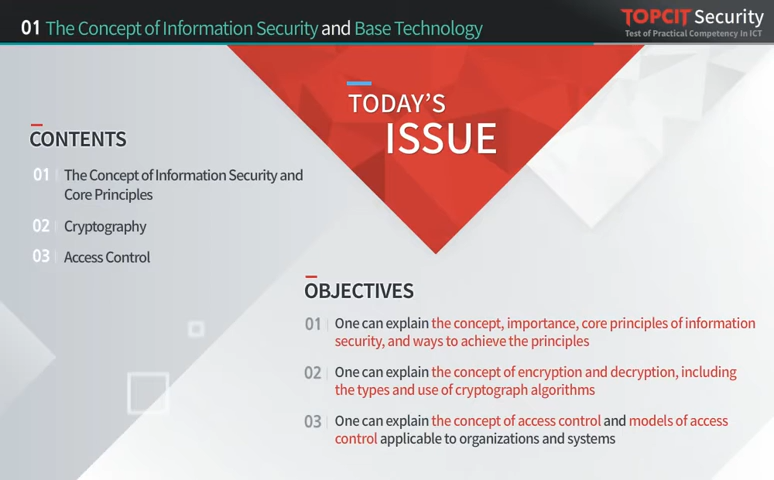 01 The Concept of Information Security and Base Technology
TOPCIT Security
Test of Practical Competency In ICT
TODAY'S
ISSUE
CONTENTS
01 The Concept of Information Security and
Core Principles
02 Cryptography
03 Access Control
OBJECTIVES
01 One can explain the concept, importance, core principles of information
security, and ways to achieve the principles
02 One can explain the concept of encryption and decryption, including
the types and use of cryptograph algorithms
03 One can explain the concept of access control and models of access
control applicable to organizations and systems